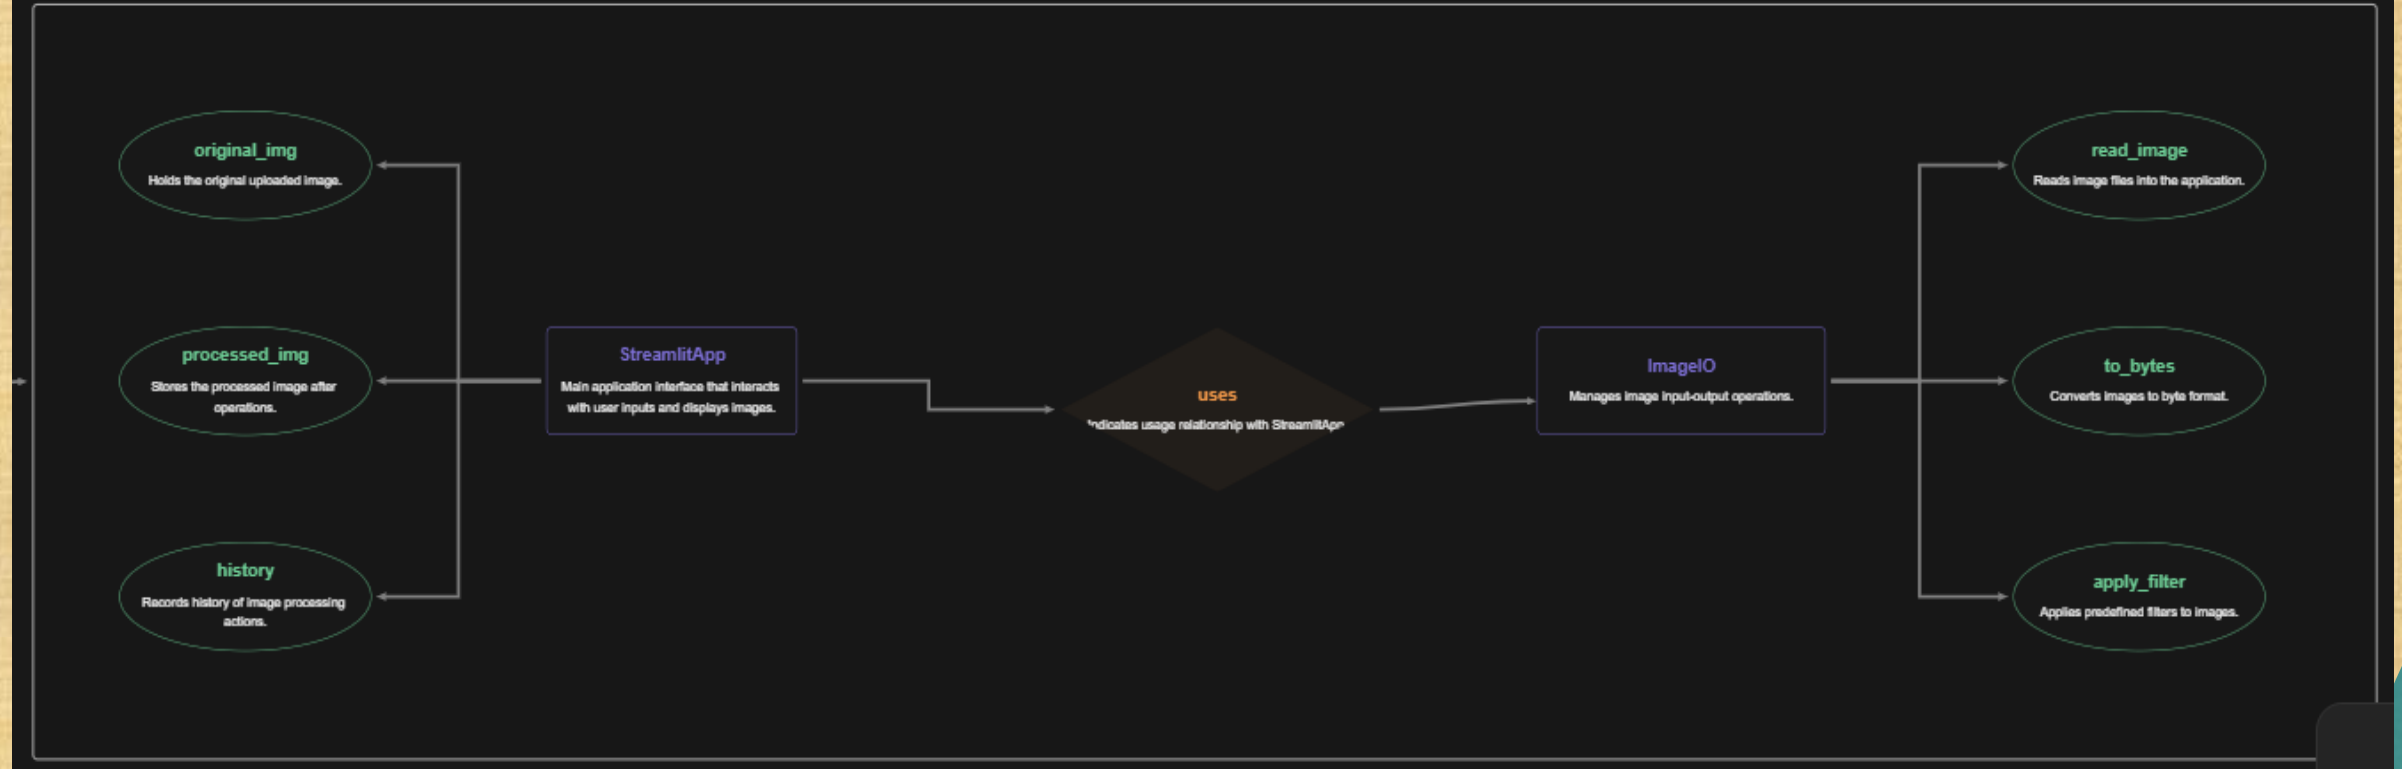 original_img
Holds the original uploaded image.
processed_img
Stores the processed image after
operations.
history
Records history of image processing
actions.
StreamlitApp
Main application interface that interacts
with user inputs and displays images.
uses
indicates usage relationship with StreamlitApp
ImageIO
Manages image input-output operations.
read_image
Reads image files into the application.
to_bytes
Converts images to byte format.
apply_filter
Applies predefined filters to images.